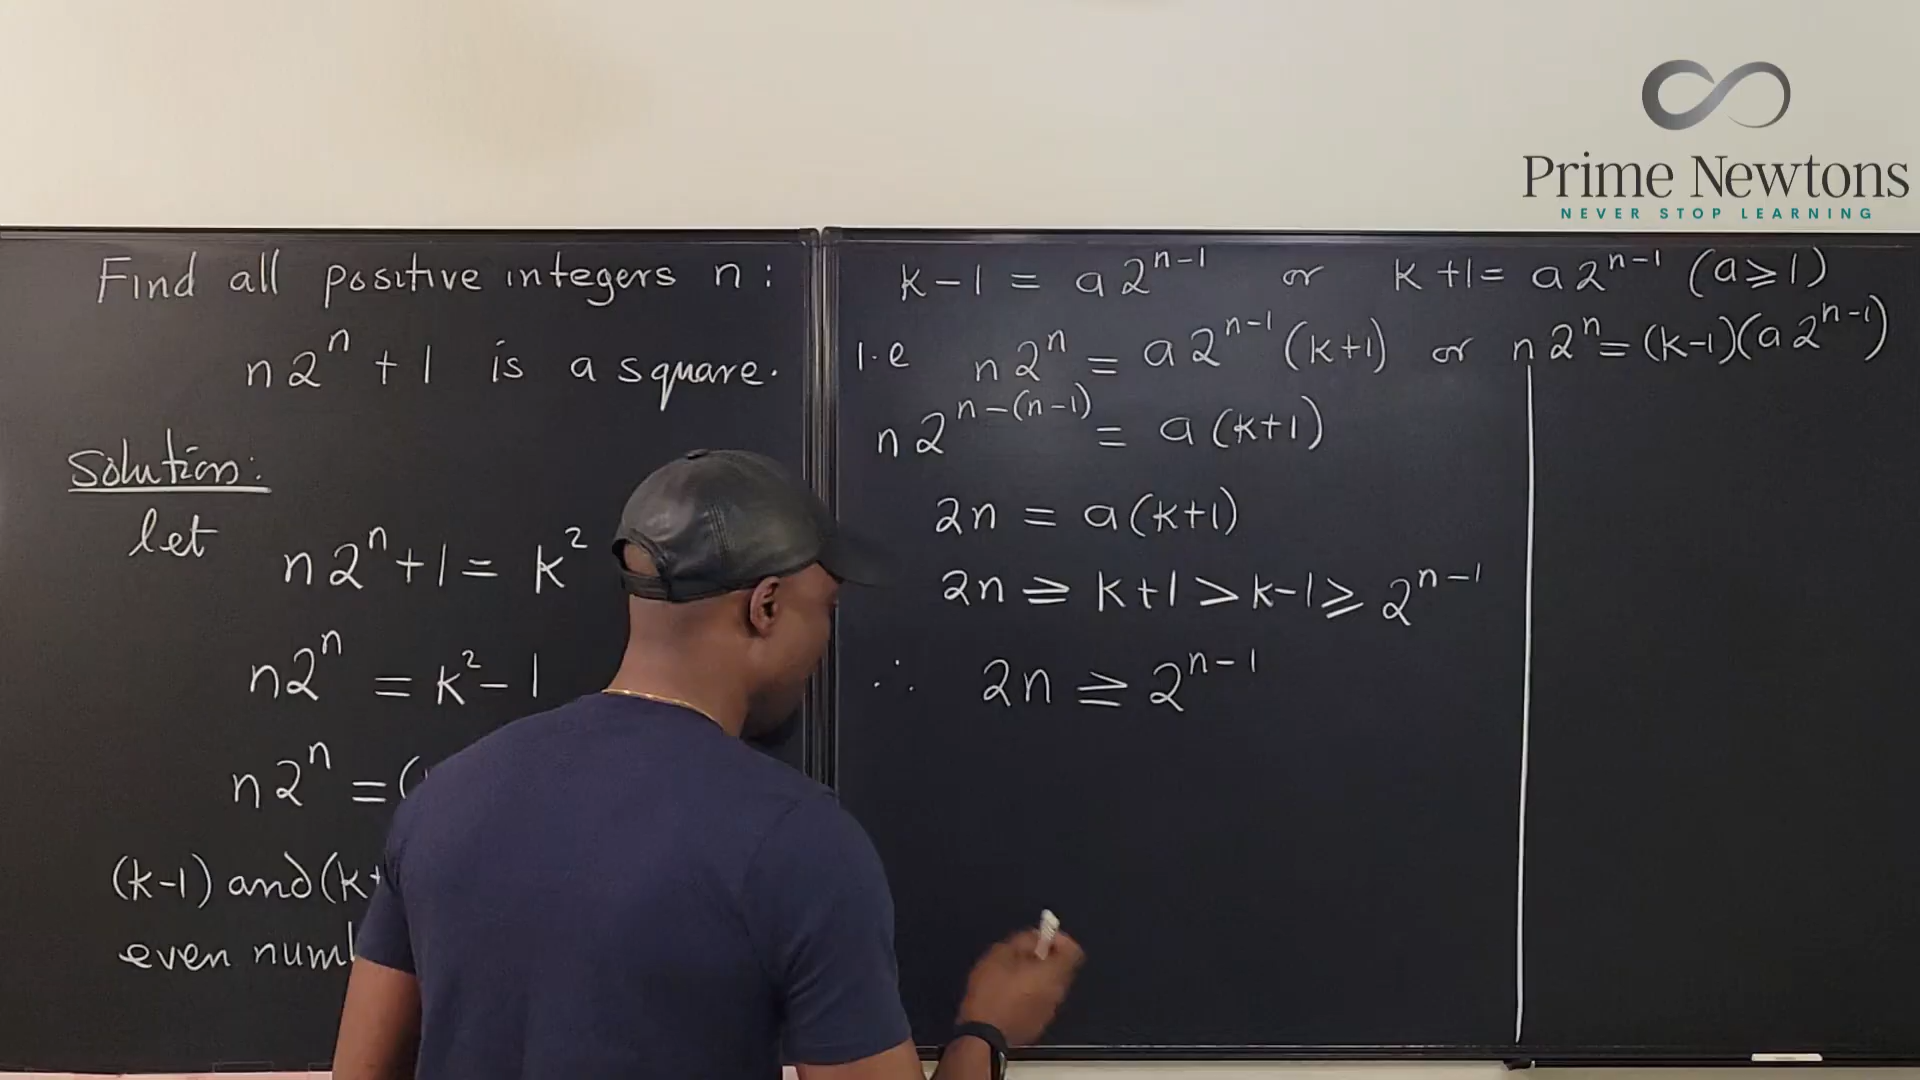 Prime Newtons
NEVER STOP LEARNING
Find all positive integers n :
n2ⁿ + 1 is a square.
Solution:
let n2ⁿ + 1 = k²
n2ⁿ = k² - 1
n2ⁿ = (
(k-1) and (k+
even num
k - 1 = a2ⁿ⁻¹ or k + 1 = a2ⁿ⁻¹ (a ⩾ 1)
I.e n2ⁿ = a2ⁿ⁻¹(k+1) or n2ⁿ = (k-1)(a2ⁿ⁻¹)
n2ⁿ⁻⁽ⁿ⁻¹⁾ = a(k+1)
2n = a(k+1)
2n ⩾ k+1 > k-1 ⩾ 2ⁿ⁻¹
∴ 2n ⩾ 2ⁿ⁻¹